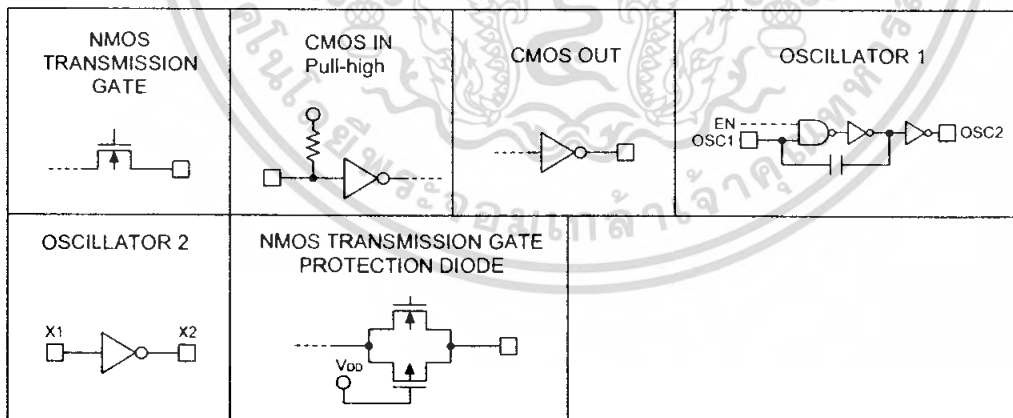 NMOS
TRANSMISSION
GATE
CMOS IN
Pull-high
CMOS OUT
OSCILLATOR 1
EN
OSC1
OSC2
OSCILLATOR 2
X1
X2
NMOS TRANSMISSION GATE
PROTECTION DIODE
VDD